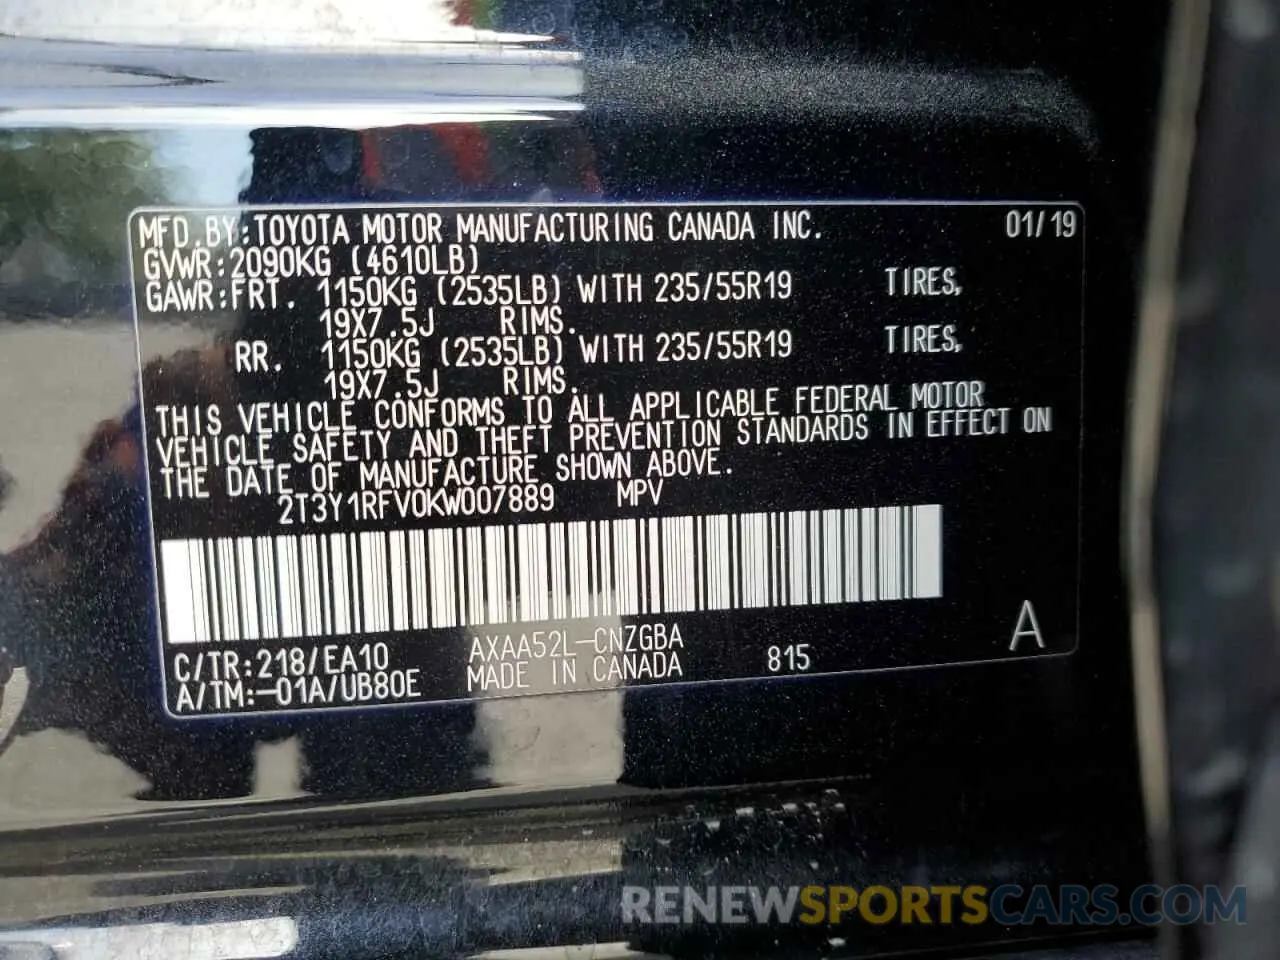 MFD.BY:TOYOTA MOTOR MANUFACTURING CANADA INC. 01/19
GVWR:2090KG (4610LB)
GAWR:FRT. 1150KG (2535LB) WITH 235/55R19 TIRES,
19X7.5J RIMS.
RR. 1150KG (2535LB) WITH 235/55R19 TIRES,
19X7.5J RIMS.
THIS VEHICLE CONFORMS TO ALL APPLICABLE FEDERAL MOTOR
VEHICLE SAFETY AND THEFT PREVENTION STANDARDS IN EFFECT ON
THE DATE OF MANUFACTURE SHOWN ABOVE.
2T3Y1RFV0KW007889 MPV
C/TR:218/EA10 AXAA52L-CNZGBA 815 A
A/TM:-01A/UB80E MADE IN CANADA
RENEWSPORTSCARS.COM